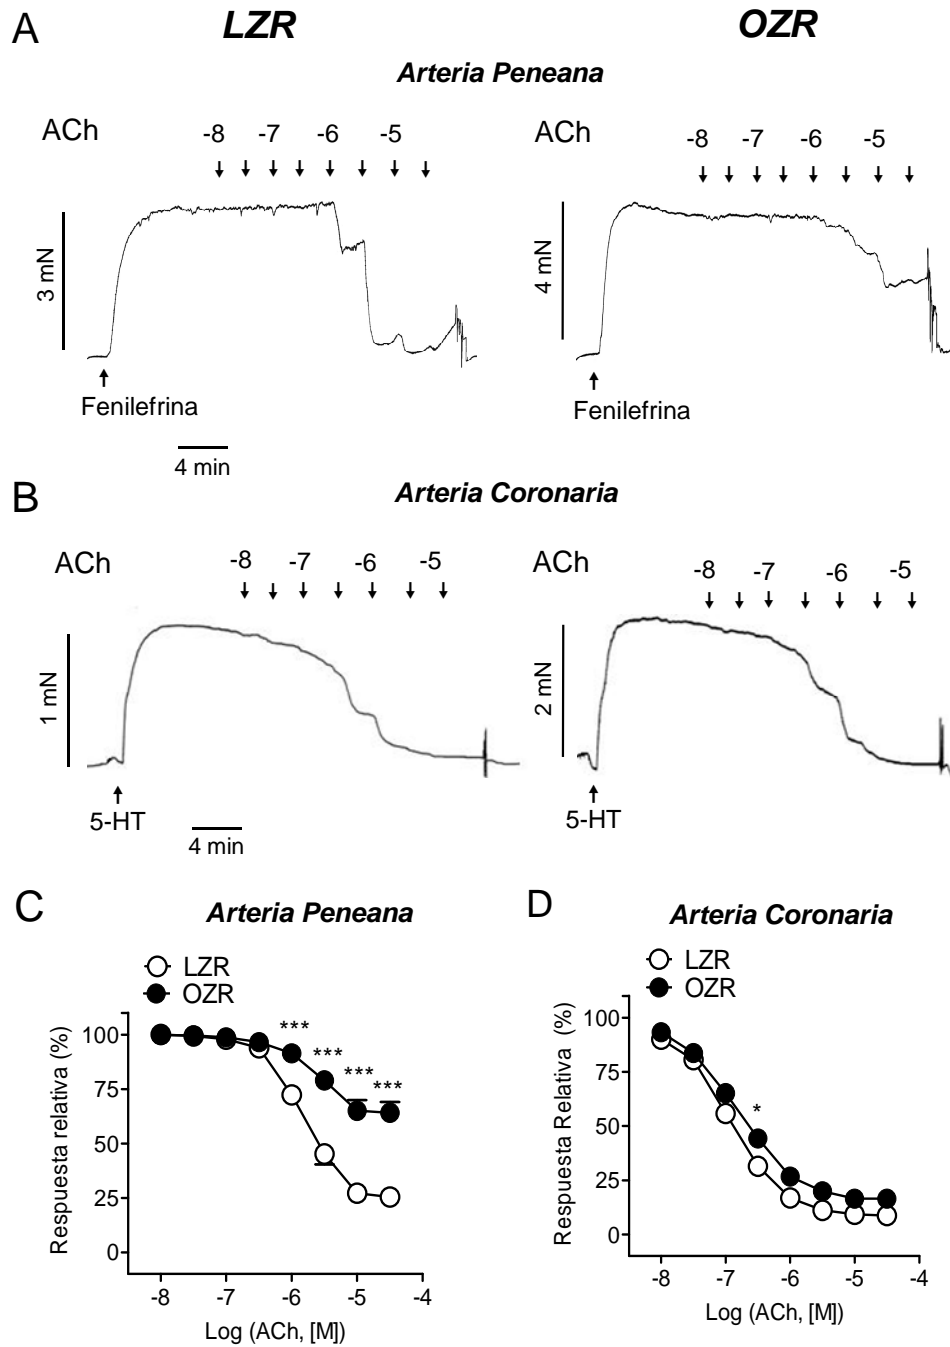 A
LZR
OZR
Arteria Peneana
ACh
-8 -7 -6 -5
3 mN
Fenilefrina
4 min
ACh
-8 -7 -6 -5
4 mN
Fenilefrina
B
Arteria Coronaria
ACh
-8 -7 -6 -5
1 mN
5-HT
4 min
ACh
-8 -7 -6 -5
2 mN
5-HT
C
Arteria Peneana
LZR
OZR
Respuesta relativa (%)
100
75
50
25
0
***
***
***
***
-8 -7 -6 -5 -4
Log (ACh, [M])
D
Arteria Coronaria
LZR
OZR
Respuesta Relativa (%)
100
75
50
25
0
*
-8 -7 -6 -5 -4
Log (ACh, [M])